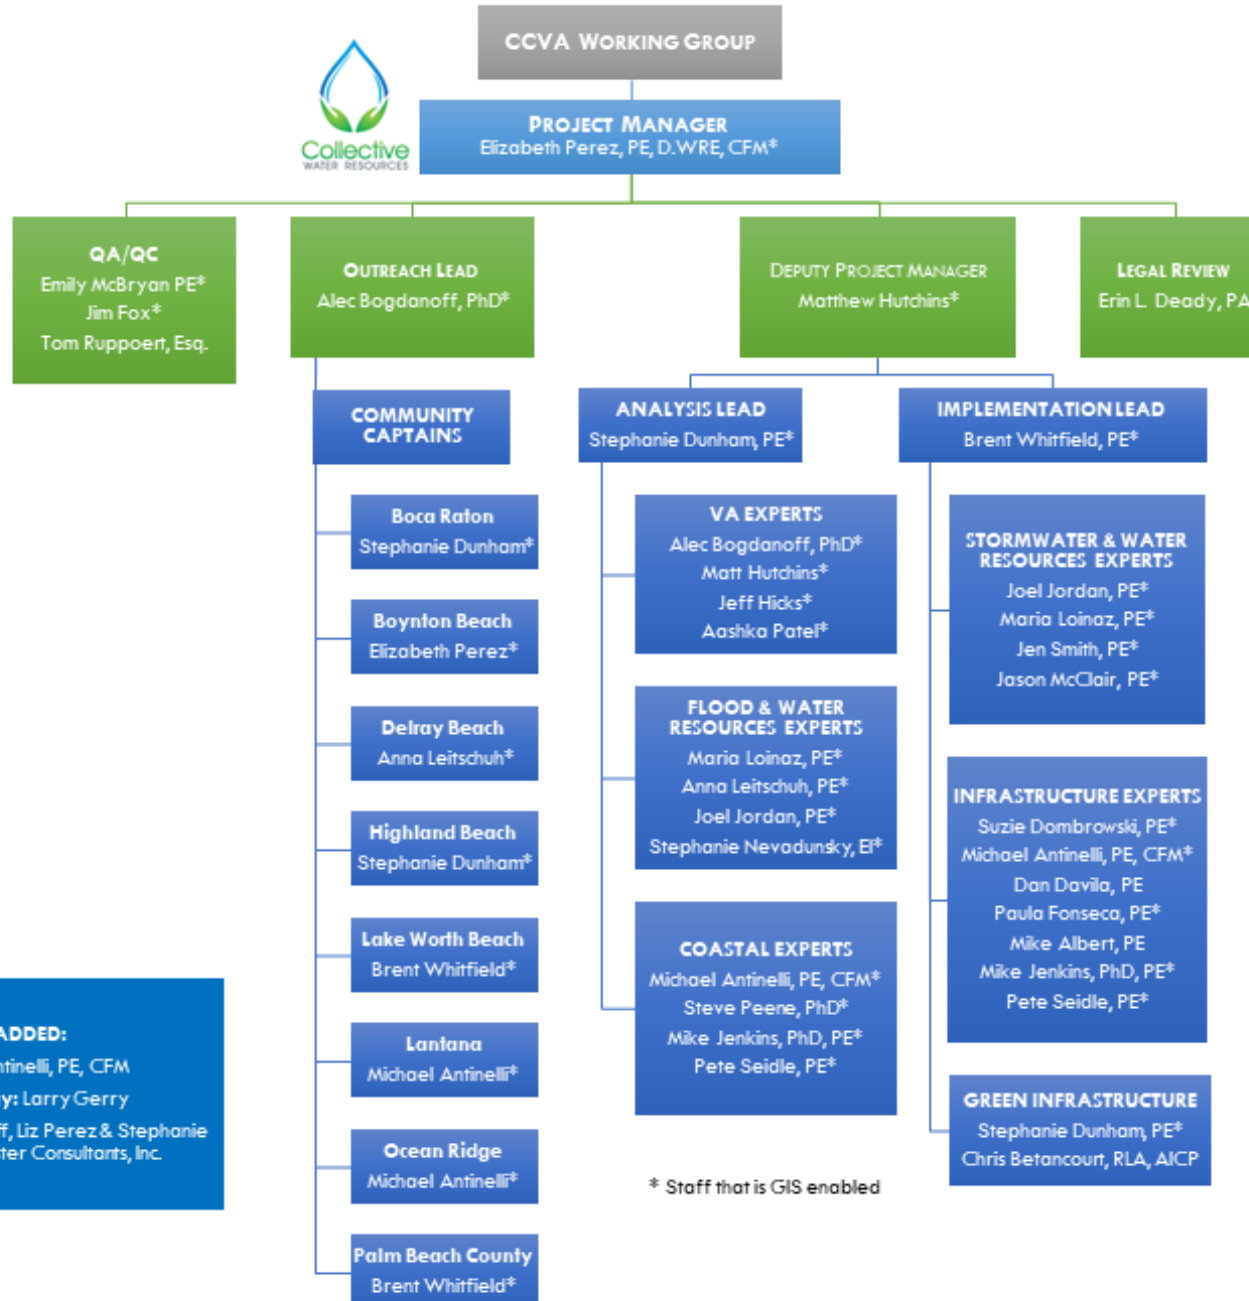 CCVA WORKING GROUP
Collective
WATER RESOURCES
PROJECT MANAGER
Elizabeth Perez, PE, D.WRE, CFM*
QA/QC
Emily McBryan PE*
Jim Fox*
Tom Ruppoert, Esq.
OUTREACH LEAD
Alec Bogdanoff, PhD*
DEPUTY PROJECT MANAGER
Matthew Hutchins*
LEGAL REVIEW
Erin L. Deady, PA
COMMUNITY
CAPTAINS
Boca Raton
Stephanie Dunham*
Boynton Beach
Elizabeth Perez*
Delray Beach
Anna Leitschuh*
Highland Beach
Stephanie Dunham*
Lake Worth Beach
Brent Whitfield*
Lantana
Michael Antinelli*
Ocean Ridge
Michael Antinelli*
Palm Beach County
Brent Whitfield*
ANALYSIS LEAD
Stephanie Dunham, PE*
VA EXPERTS
Alec Bogdanoff, PhD*
Matt Hutchins*
Jeff Hicks*
Aashka Patel*
FLOOD & WATER
RESOURCES EXPERTS
Maria Loinaz, PE*
Anna Leitschuh, PE*
Joel Jordan, PE*
Stephanie Nevadunsky, EI*
COASTAL EXPERTS
Michael Antinelli, PE, CFM*
Steve Peene, PhD*
Mike Jenkins, PhD, PE*
Pete Seidle, PE*
IMPLEMENTATION LEAD
Brent Whitfield, PE*
STORMWATER & WATER
RESOURCES EXPERTS
Joel Jordan, PE*
Maria Loinaz, PE*
Jen Smith, PE*
Jason McClair, PE*
INFRASTRUCTURE EXPERTS
Suzie Dombrowski, PE*
Michael Antinelli, PE, CFM*
Dan Davila, PE
Paula Fonseca, PE*
Mike Albert, PE
Mike Jenkins, PhD, PE*
Pete Seidle, PE*
GREEN INFRASTRUCTURE
Stephanie Dunham, PE*
Chris Betancourt, RLA, AICP
ADDED:
ntinelli, PE, CFM
y: Larry Gerry
ff, Liz Perez & Stephanie
ter Consultants, Inc.
* Staff that is GIS enabled